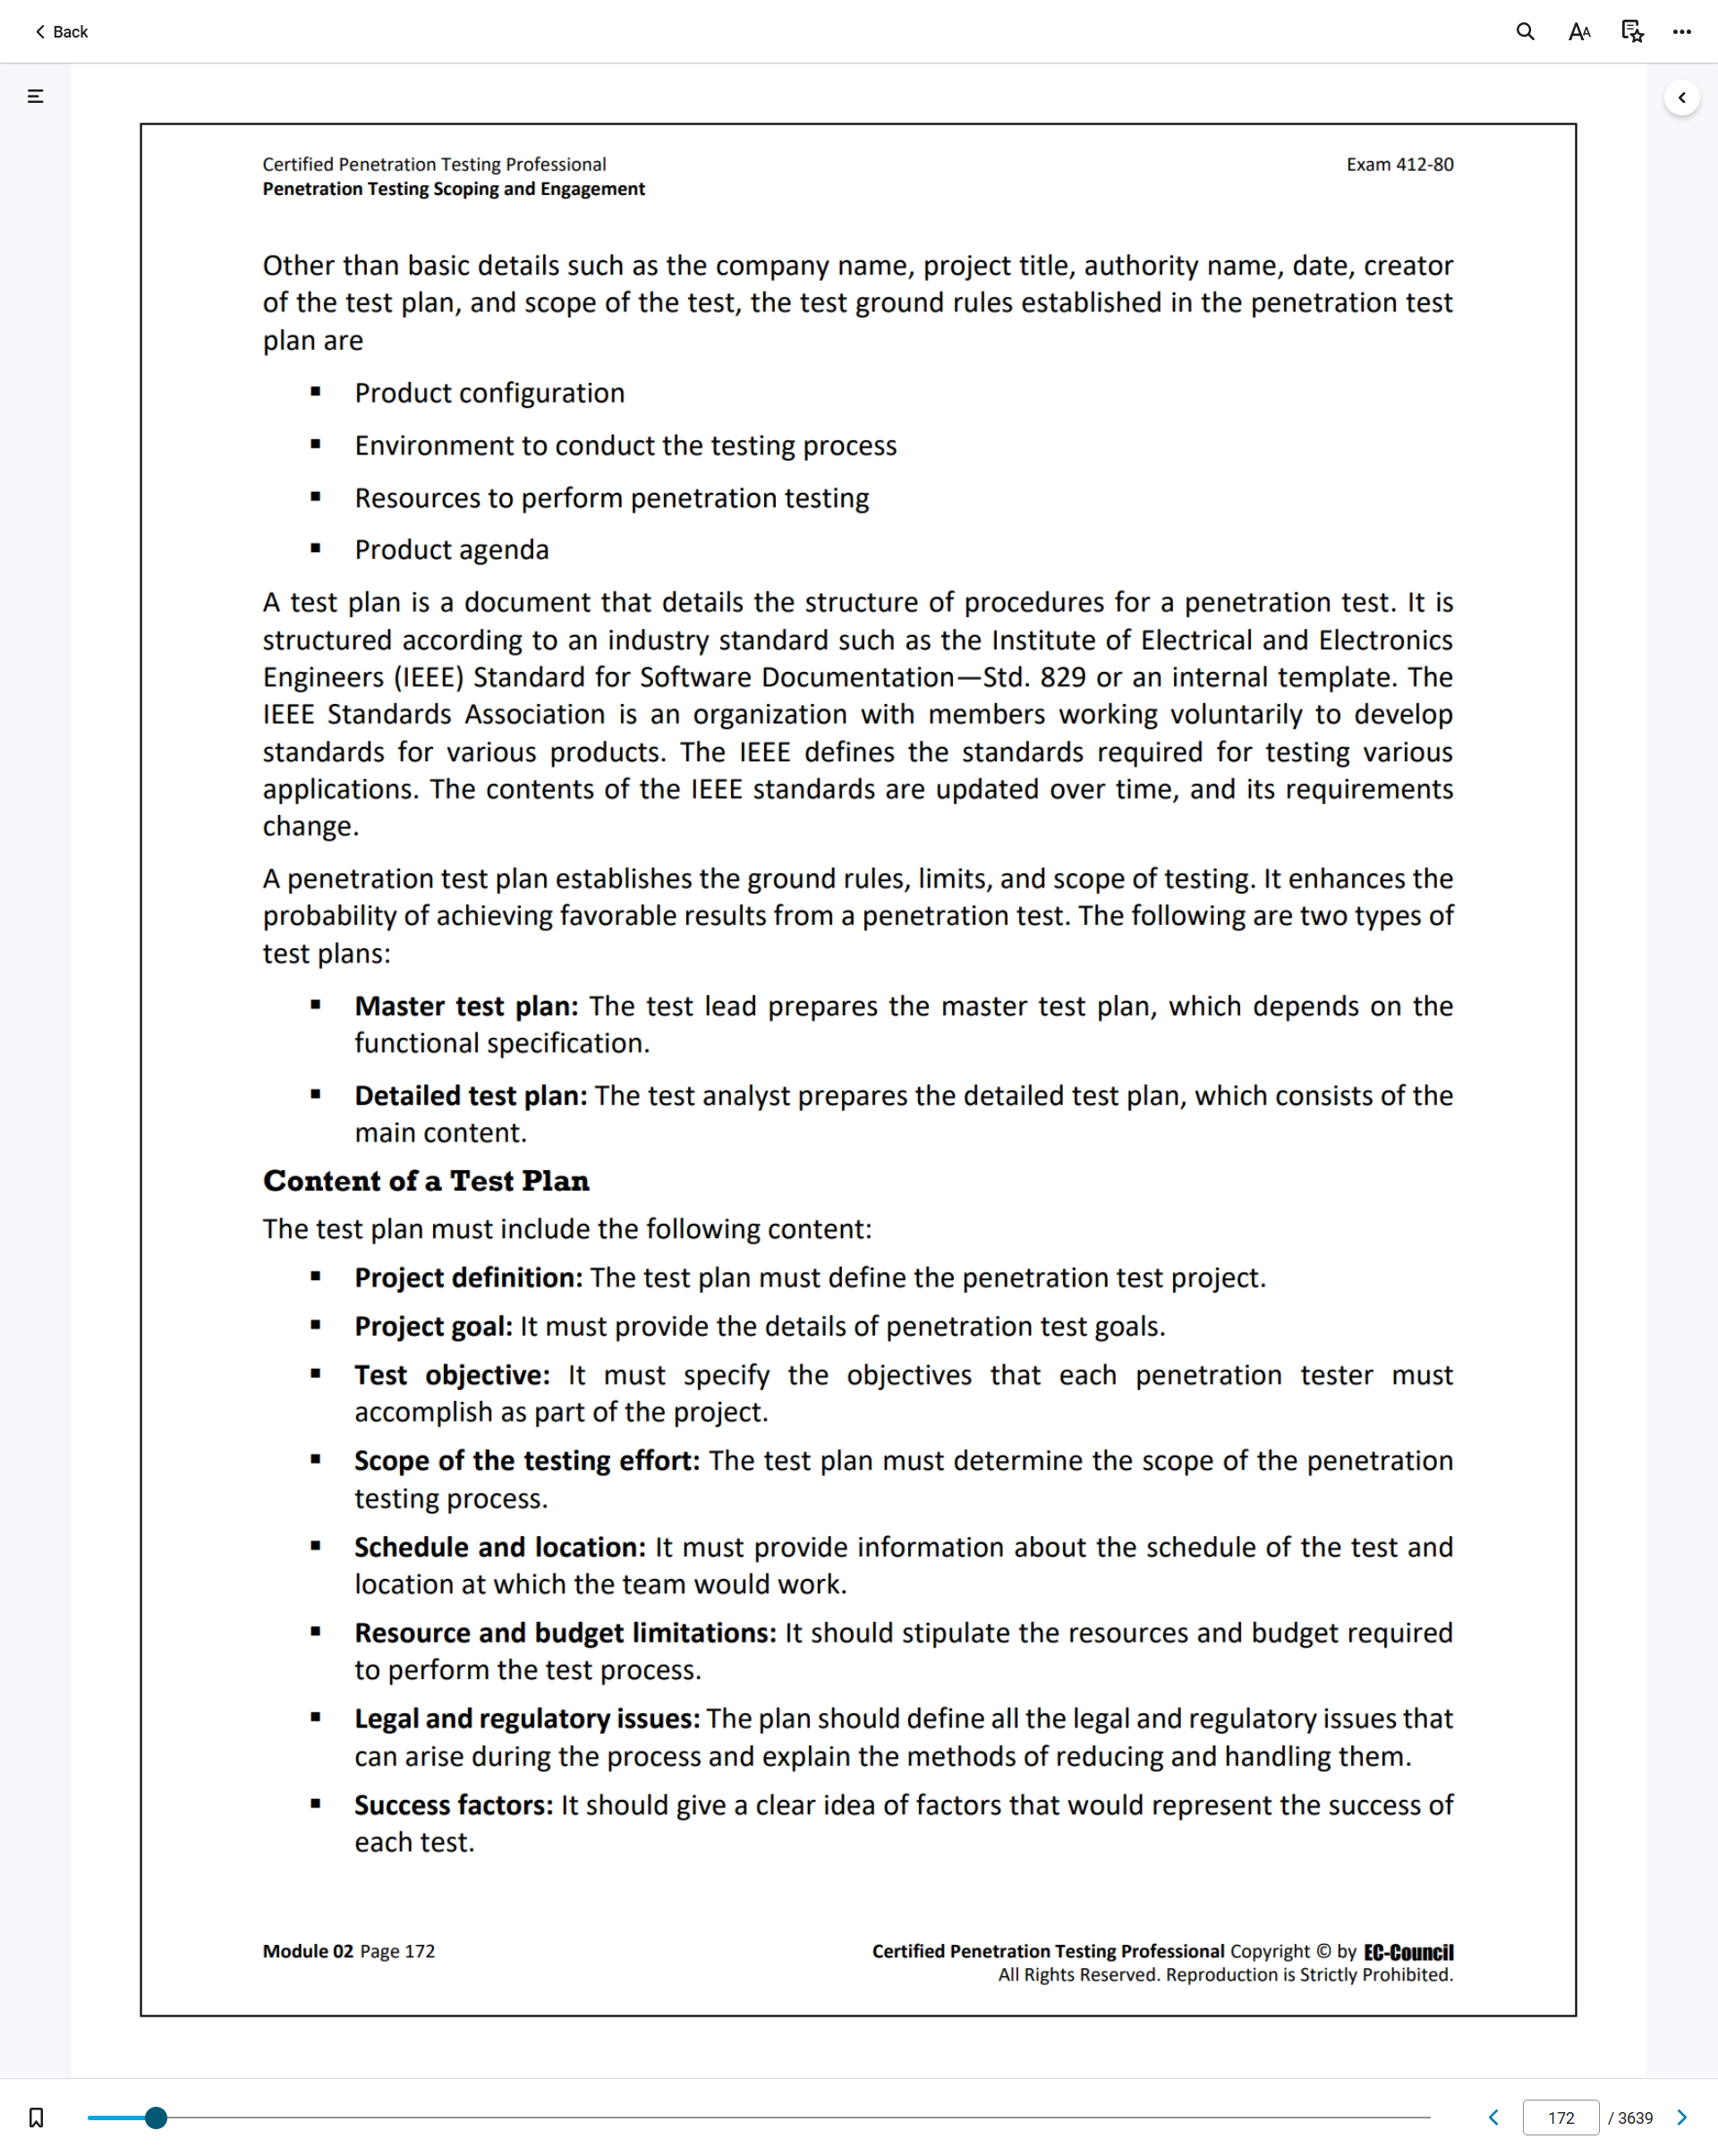 Back
Certified Penetration Testing Professional
Exam 412-80
Penetration Testing Scoping and Engagement
Other than basic details such as the company name, project title, authority name, date, creator
of the test plan, and scope of the test, the test ground rules established in the penetration test
plan are
▪ Product configuration
▪ Environment to conduct the testing process
▪ Resources to perform penetration testing
▪ Product agenda
A test plan is a document that details the structure of procedures for a penetration test. It is
structured according to an industry standard such as the Institute of Electrical and Electronics
Engineers (IEEE) Standard for Software Documentation—Std. 829 or an internal template. The
IEEE Standards Association is an organization with members working voluntarily to develop
standards for various products. The IEEE defines the standards required for testing various
applications. The contents of the IEEE standards are updated over time, and its requirements
change.
A penetration test plan establishes the ground rules, limits, and scope of testing. It enhances the
probability of achieving favorable results from a penetration test. The following are two types of
test plans:
▪ Master test plan: The test lead prepares the master test plan, which depends on the
functional specification.
▪ Detailed test plan: The test analyst prepares the detailed test plan, which consists of the
main content.
Content of a Test Plan
The test plan must include the following content:
▪ Project definition: The test plan must define the penetration test project.
▪ Project goal: It must provide the details of penetration test goals.
▪ Test objective: It must specify the objectives that each penetration tester must
accomplish as part of the project.
▪ Scope of the testing effort: The test plan must determine the scope of the penetration
testing process.
▪ Schedule and location: It must provide information about the schedule of the test and
location at which the team would work.
▪ Resource and budget limitations: It should stipulate the resources and budget required
to perform the test process.
▪ Legal and regulatory issues: The plan should define all the legal and regulatory issues that
can arise during the process and explain the methods of reducing and handling them.
▪ Success factors: It should give a clear idea of factors that would represent the success of
each test.
Module 02 Page 172
Certified Penetration Testing Professional Copyright © by EC-Council
All Rights Reserved. Reproduction is Strictly Prohibited.
172 / 3639